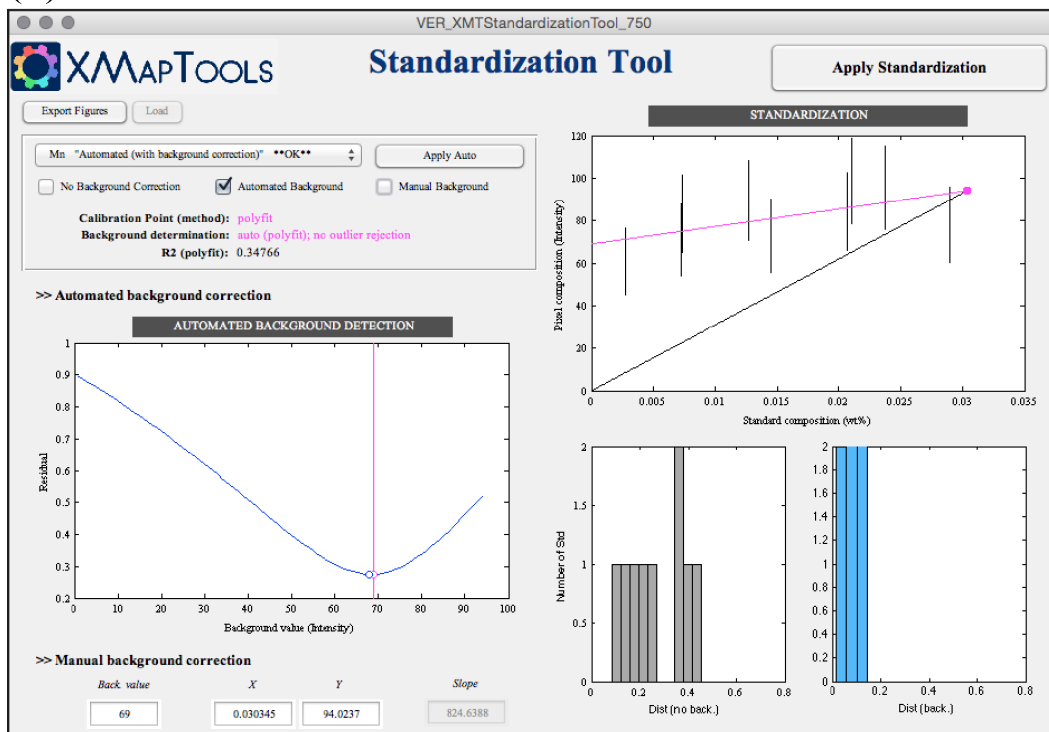 VER_XMTStandardizationTool_750
XMAPTOOLS
Standardization Tool
Apply Standardization
Export Figures
Load
Mn "Automated (with background correction)" **OK**
Apply Auto
No Background Correction
Automated Background
Manual Background
Calibration Point (method): polyfit
Background determination: auto (polyfit); no outlier rejection
R2 (polyfit): 0.34766
>> Automated background correction
AUTOMATED BACKGROUND DETECTION
1
0.9
0.8
0.7
0.6
0.5
0.4
0.3
0.2
Residual
0 10 20 30 40 50 60 70 80 90 100
Background value (Intensity)
>> Manual background correction
Back. value X Y Slope
69 0.030345 94.0237 824.6388
STANDARDIZATION
120
100
80
60
40
20
0
Pixel composition (Intensity)
0 0.005 0.01 0.015 0.02 0.025 0.03 0.035
Standard composition (wt%)
2
1.5
1
0.5
0
Number of Std
0 0.2 0.4 0.6 0.8
Dist (no back.)
2
1.8
1.6
1.4
1.2
1
0.8
0.6
0.4
0.2
0
0 0.2 0.4 0.6 0.8
Dist (back.)